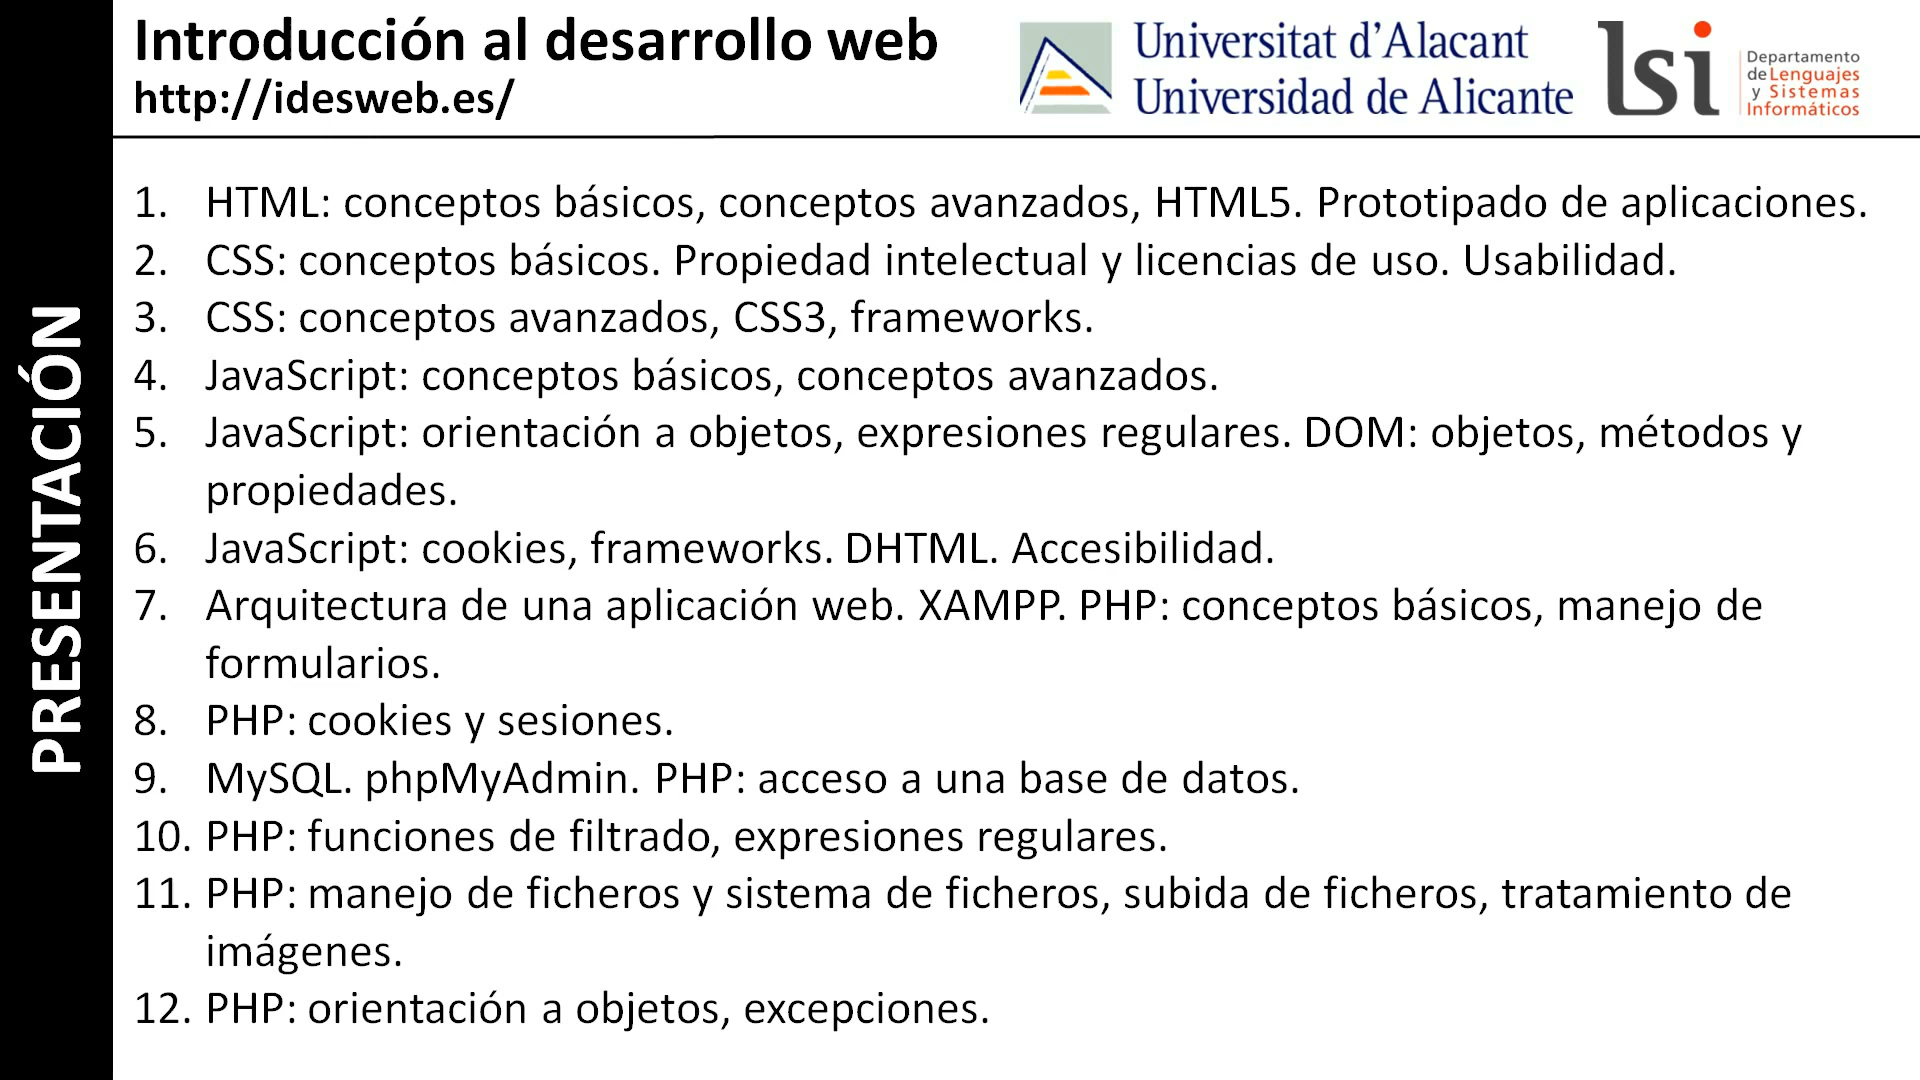 Introducción al desarrollo web
http://idesweb.es/
Universitat d'Alacant
Universidad de Alicante
lsi
Departamento
de Lenguajes
y Sistemas
Informáticos
PRESENTACIÓN
1. HTML: conceptos básicos, conceptos avanzados, HTML5. Prototipado de aplicaciones.
2. CSS: conceptos básicos. Propiedad intelectual y licencias de uso. Usabilidad.
3. CSS: conceptos avanzados, CSS3, frameworks.
4. JavaScript: conceptos básicos, conceptos avanzados.
5. JavaScript: orientación a objetos, expresiones regulares. DOM: objetos, métodos y
propiedades.
6. JavaScript: cookies, frameworks. DHTML. Accesibilidad.
7. Arquitectura de una aplicación web. XAMPP. PHP: conceptos básicos, manejo de
formularios.
8. PHP: cookies y sesiones.
9. MySQL. phpMyAdmin. PHP: acceso a una base de datos.
10. PHP: funciones de filtrado, expresiones regulares.
11. PHP: manejo de ficheros y sistema de ficheros, subida de ficheros, tratamiento de
imágenes.
12. PHP: orientación a objetos, excepciones.